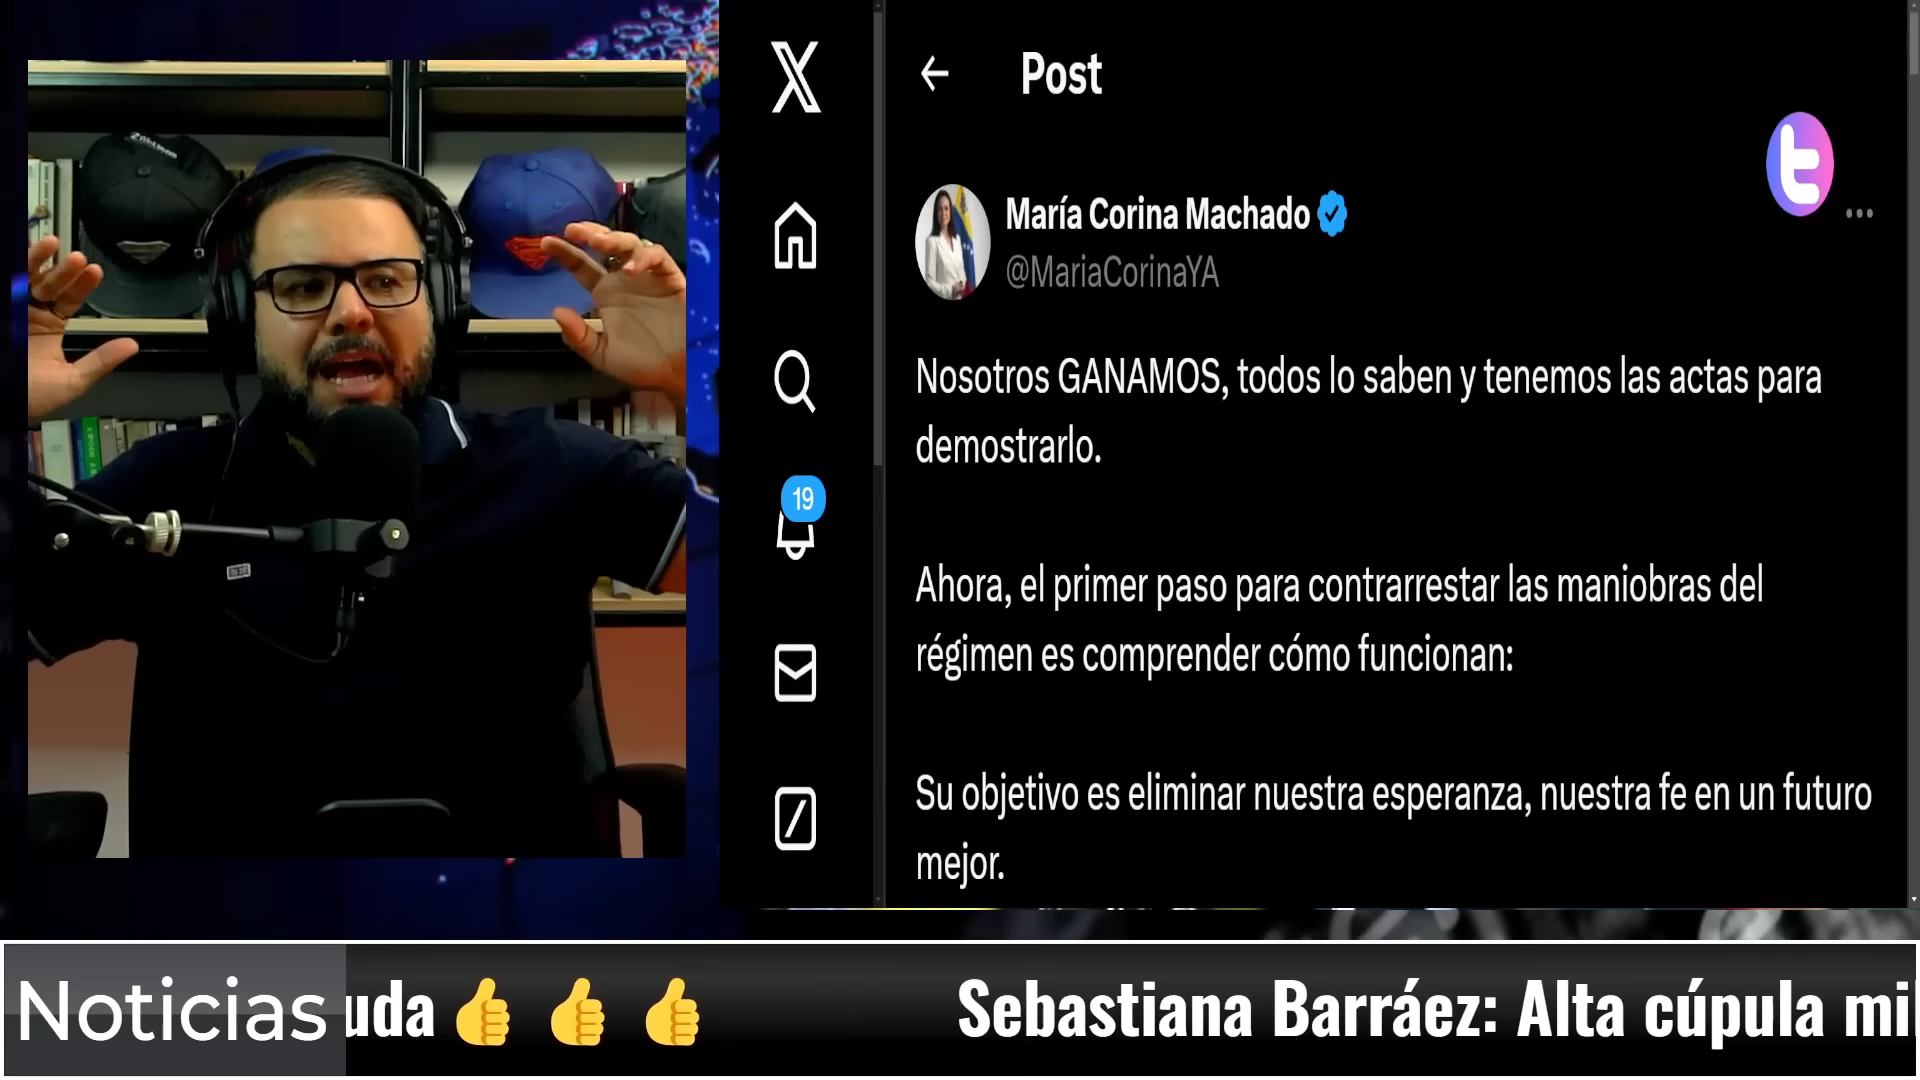 Post
María Corina Machado
@MariaCorinaYA
Nosotros GANAMOS, todos lo saben y tenemos las actas para
demostrarlo.
Ahora, el primer paso para contrarrestar las maniobras del
régimen es comprender cómo funcionan:
Su objetivo es eliminar nuestra esperanza, nuestra fe en un futuro
mejor.
19
Noticias uda 👍 👍 👍 Sebastiana Barráez: Alta cúpula mi